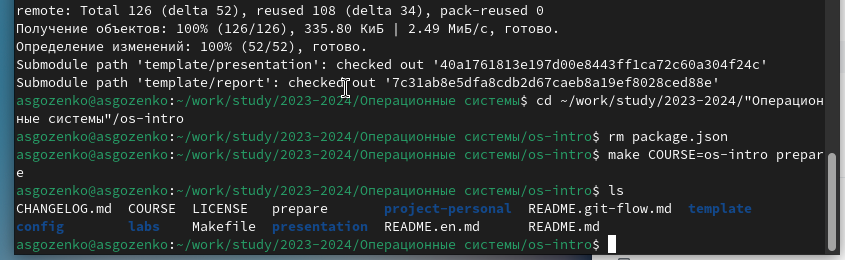 remote: Total 126 (delta 52), reused 108 (delta 34), pack-reused 0
Получение объектов: 100% (126/126), 335.80 КиБ | 2.49 МиБ/с, готово.
Определение изменений: 100% (52/52), готово.
Submodule path 'template/presentation': checked out '40a1761813e197d00e8443ff1ca72c60a304f24c'
Submodule path 'template/report': checked out '7c31ab8e5dfa8cdb2d67caeb8a19ef8028ced88e'
asgozenko@asgozenko:~/work/study/2023-2024/Операционные системы$ cd ~/work/study/2023-2024/"Операцион
ные системы"/os-intro
asgozenko@asgozenko:~/work/study/2023-2024/Операционные системы/os-intro$ rm package.json
asgozenko@asgozenko:~/work/study/2023-2024/Операционные системы/os-intro$ make COURSE=os-intro prepar
e
asgozenko@asgozenko:~/work/study/2023-2024/Операционные системы/os-intro$ ls
CHANGELOG.md COURSE LICENSE prepare project-personal README.git-flow.md template
config labs Makefile presentation README.en.md README.md
asgozenko@asgozenko:~/work/study/2023-2024/Операционные системы/os-intro$